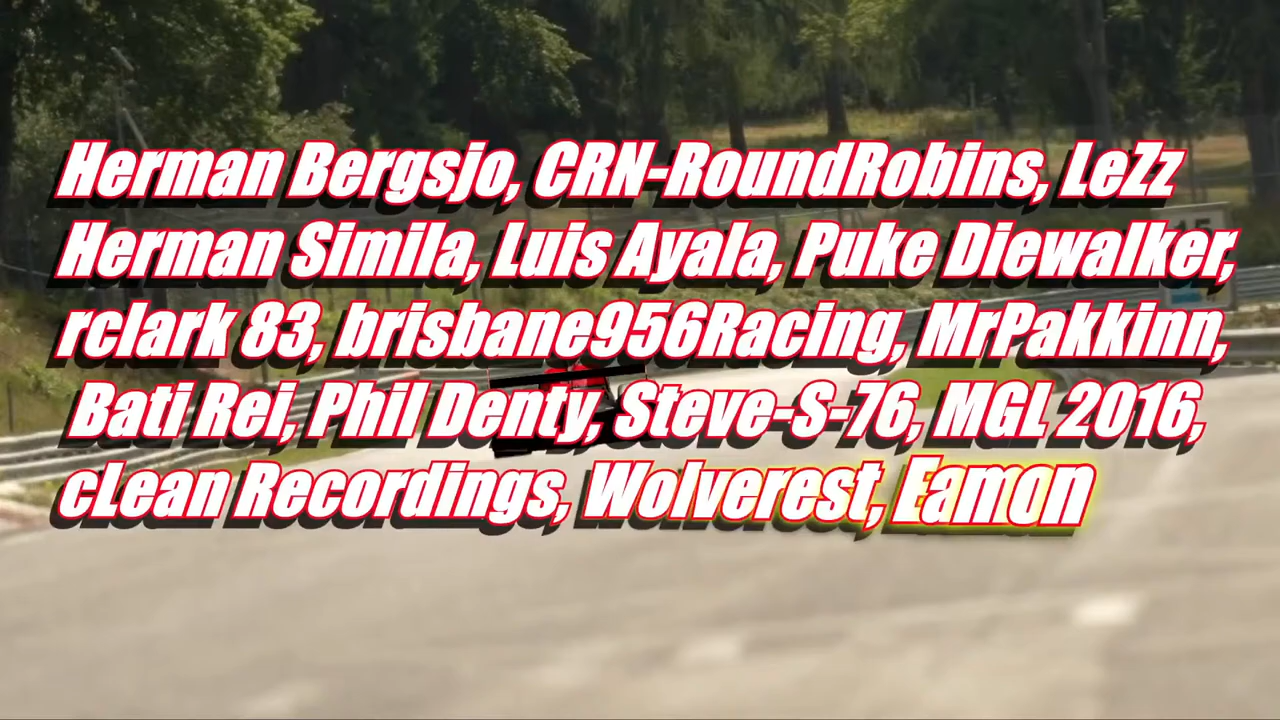 Herman Bergsjo, CRN-RoundRobins, LeZz
Herman Simila, Luis Ayala, Puke Diewalker,
rclark 83, brisbane956Racing, MrPakkinn,
Bati Rei, Phil Denty, Steve-S-76, MGL 2016,
cLean Recordings, Wolverest, Eamon